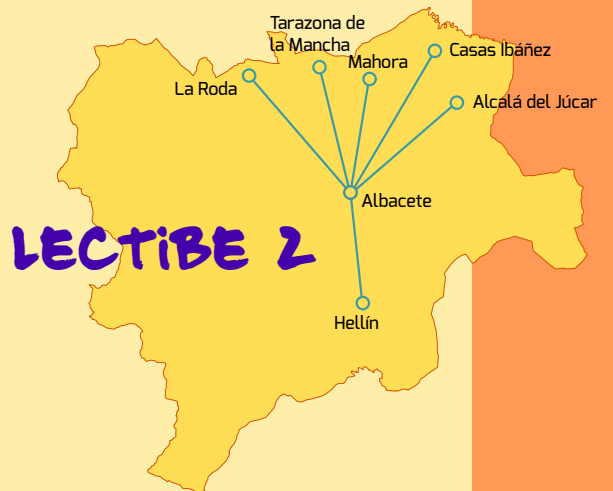 Tarazona de
la Mancha
Mahora
Casas Ibáñez
La Roda
Alcalá del Júcar
Albacete
LECTiBE 2
Hellín